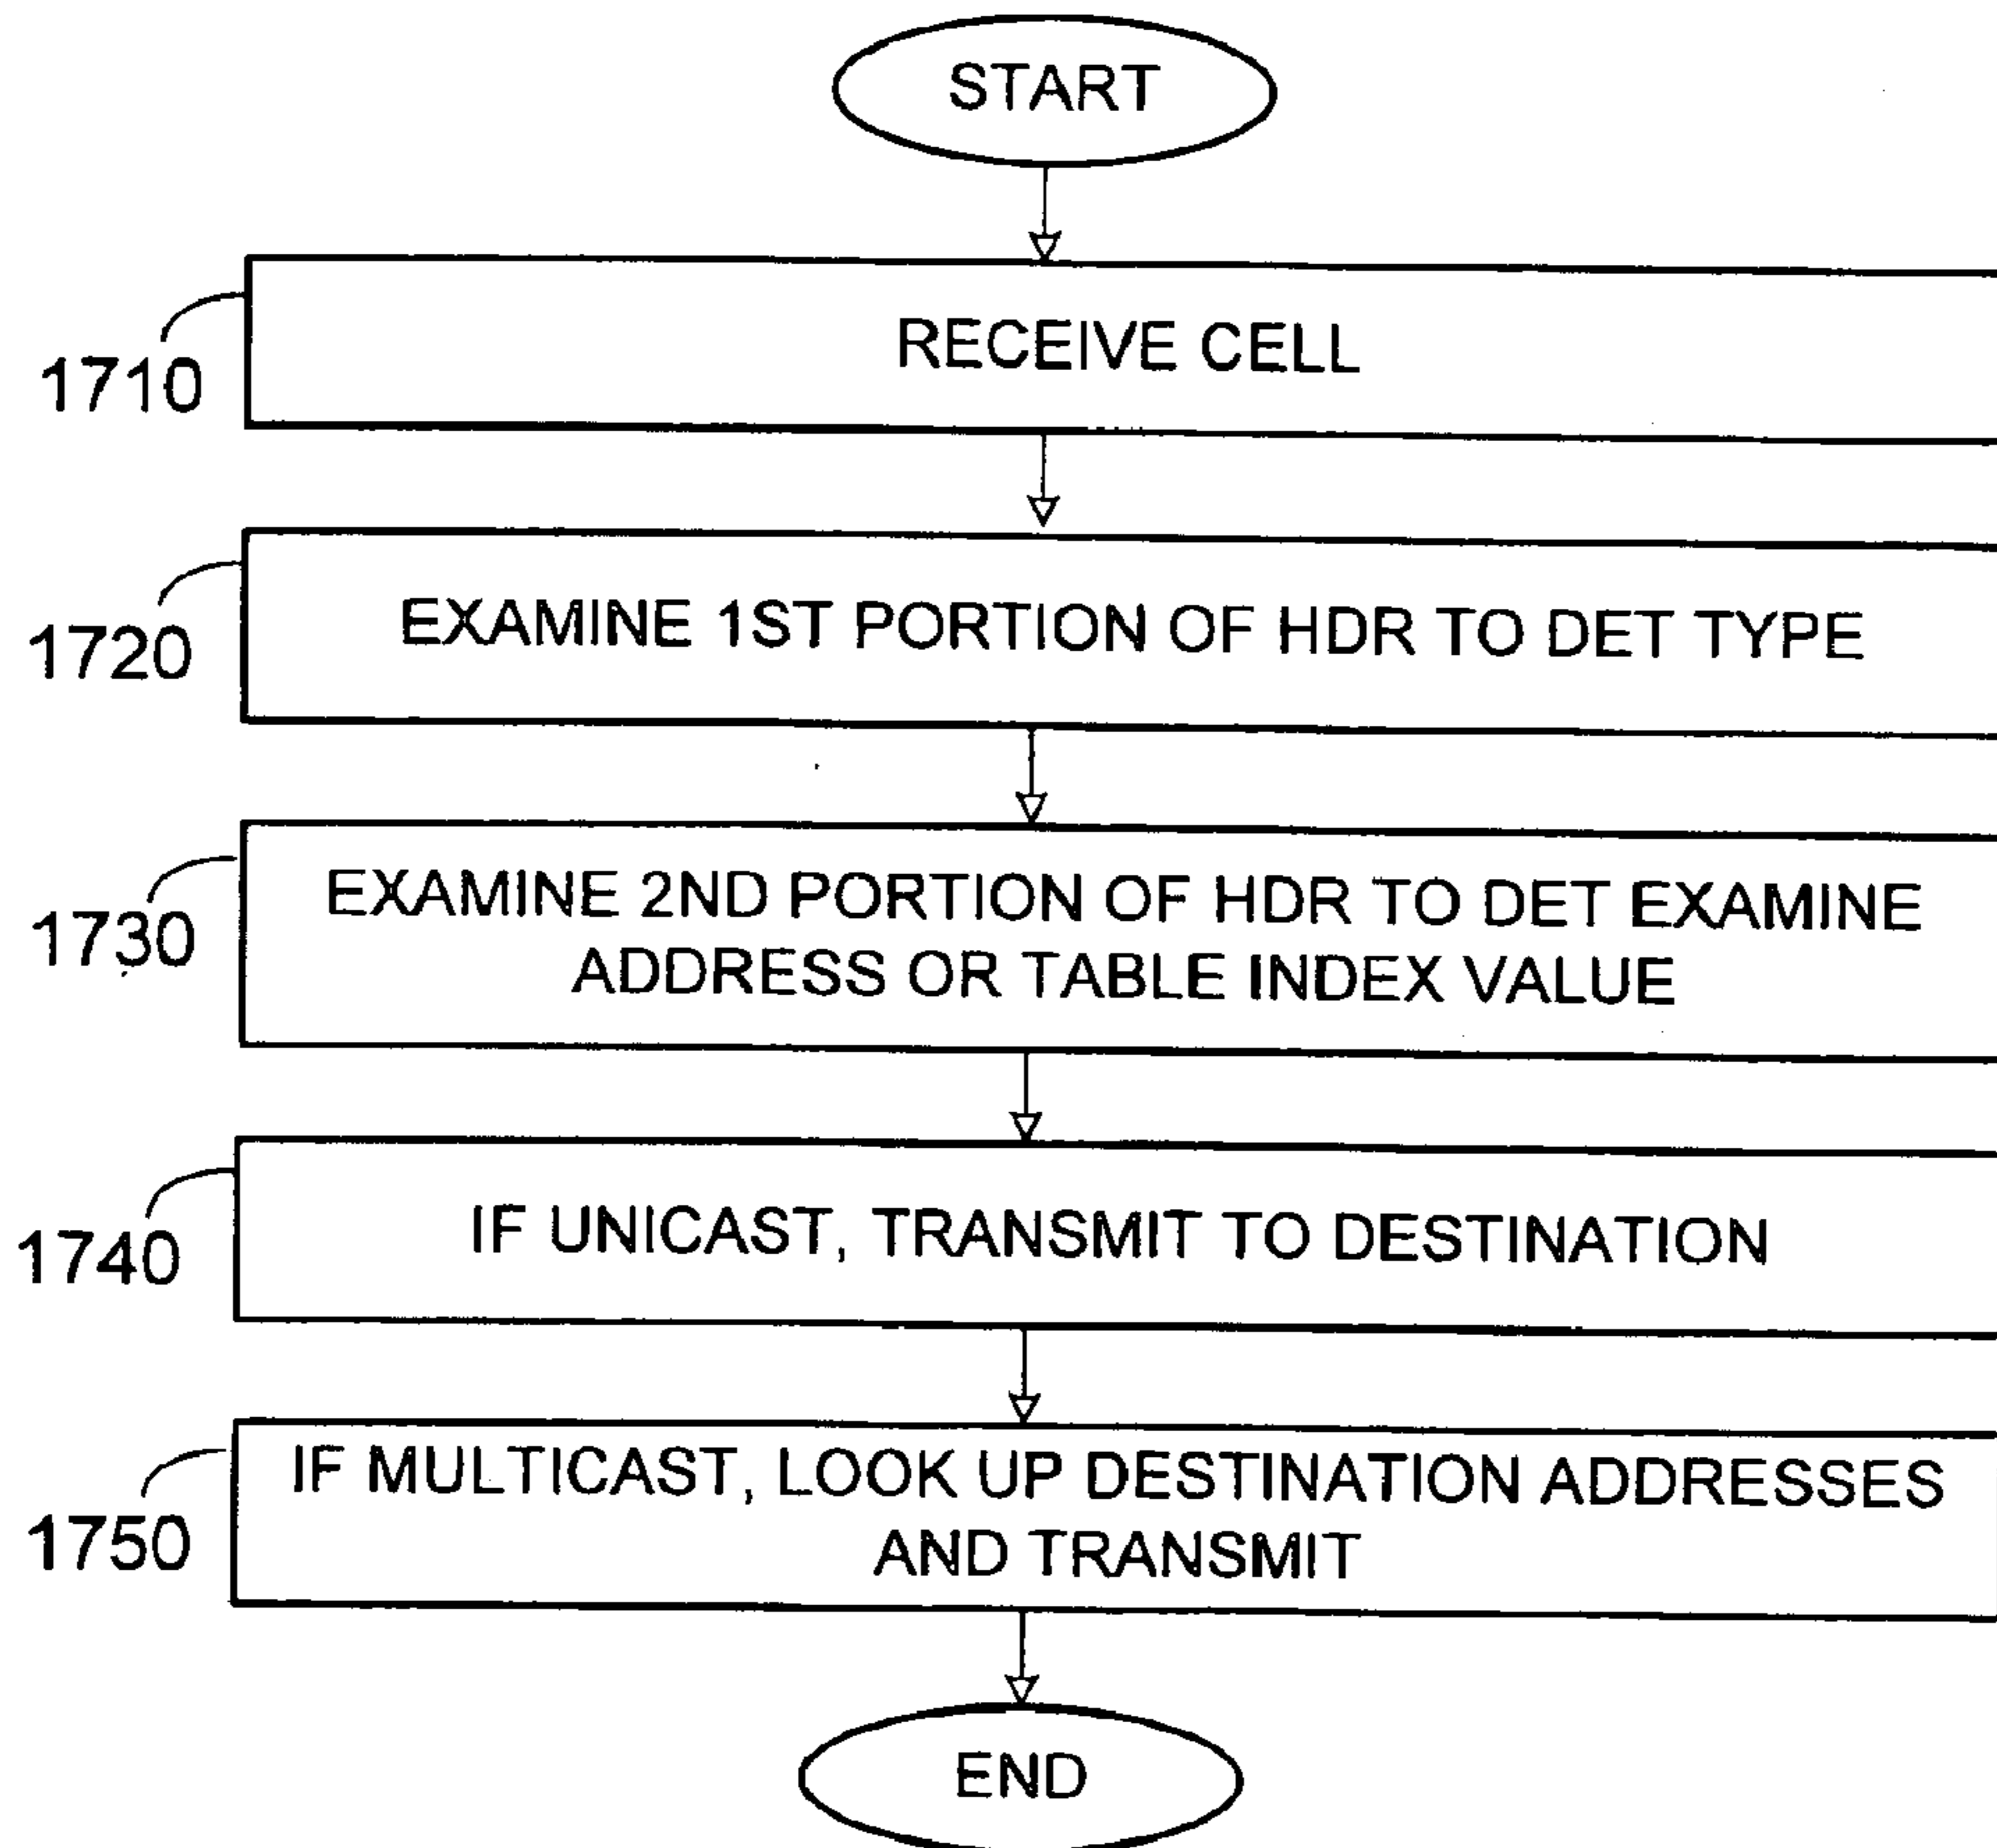 START
1710
RECEIVE CELL
1720
EXAMINE 1ST PORTION OF HDR TO DET TYPE
1730
EXAMINE 2ND PORTION OF HDR TO DET EXAMINE
ADDRESS OR TABLE INDEX VALUE
1740
IF UNICAST, TRANSMIT TO DESTINATION
1750
IF MULTICAST, LOOK UP DESTINATION ADDRESSES
AND TRANSMIT
END